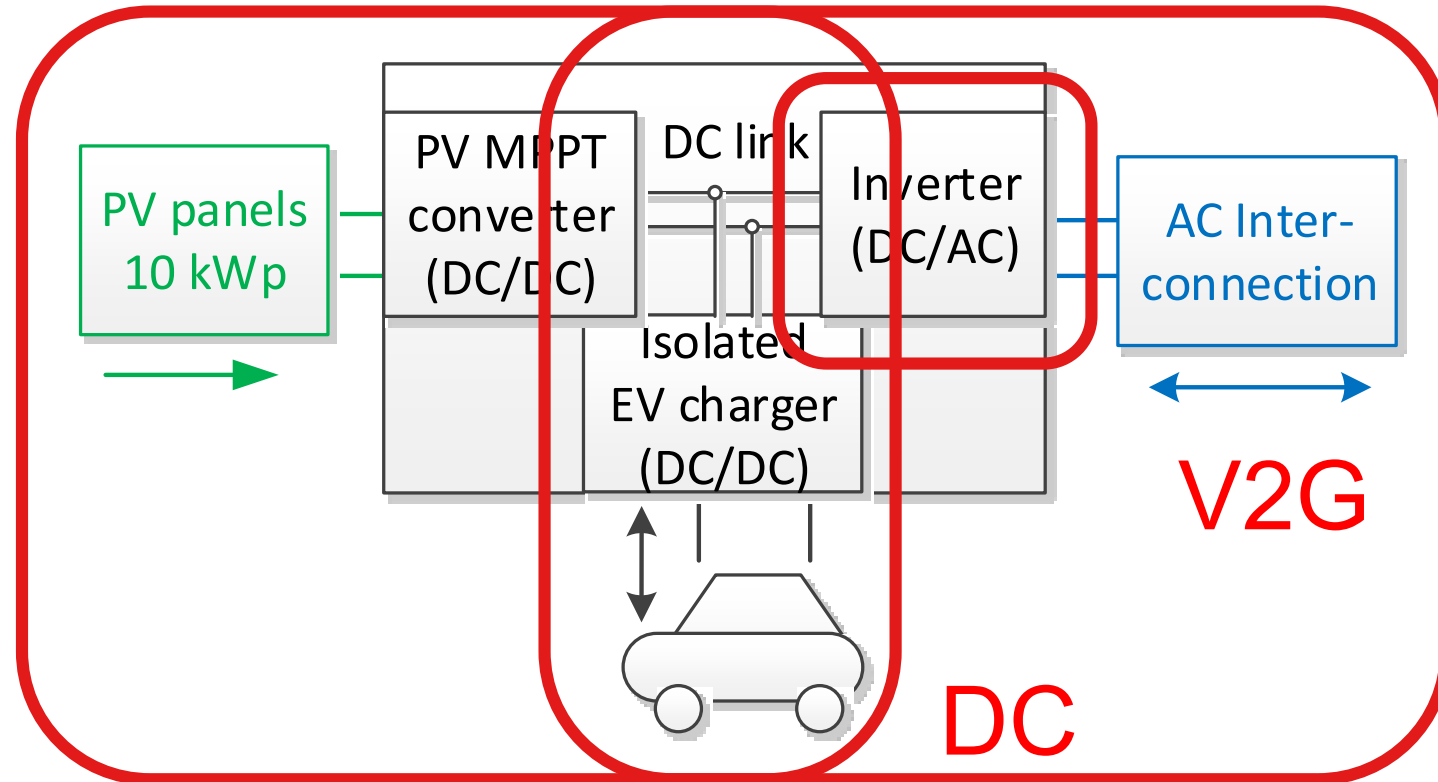 PV panels
10 kWp
PV MPPT
converter
(DC/DC)
DC link
Inverter
(DC/AC)
AC Inter-
connection
Isolated
EV charger
(DC/DC)
V2G
DC